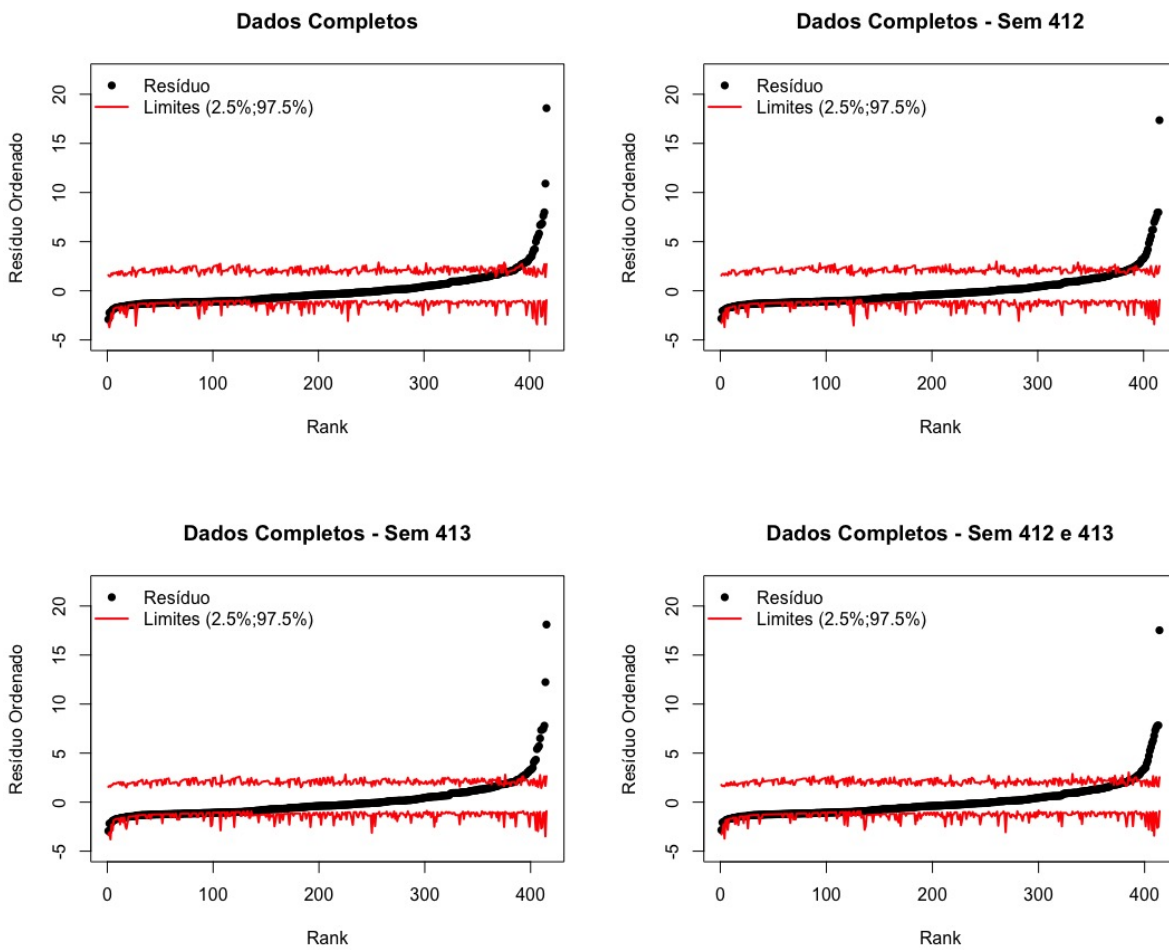 Dados Completos
Resíduo
Limites (2.5%;97.5%)
Resíduo Ordenado
20
15
10
5
0
-5
0
100
200
300
400
Rank
Dados Completos - Sem 412
Resíduo
Limites (2.5%;97.5%)
Resíduo Ordenado
20
15
10
5
0
-5
0
100
200
300
400
Rank
Dados Completos - Sem 413
Resíduo
Limites (2.5%;97.5%)
Resíduo Ordenado
20
15
10
5
0
-5
0
100
200
300
400
Rank
Dados Completos - Sem 412 e 413
Resíduo
Limites (2.5%;97.5%)
Resíduo Ordenado
20
15
10
5
0
-5
0
100
200
300
400
Rank